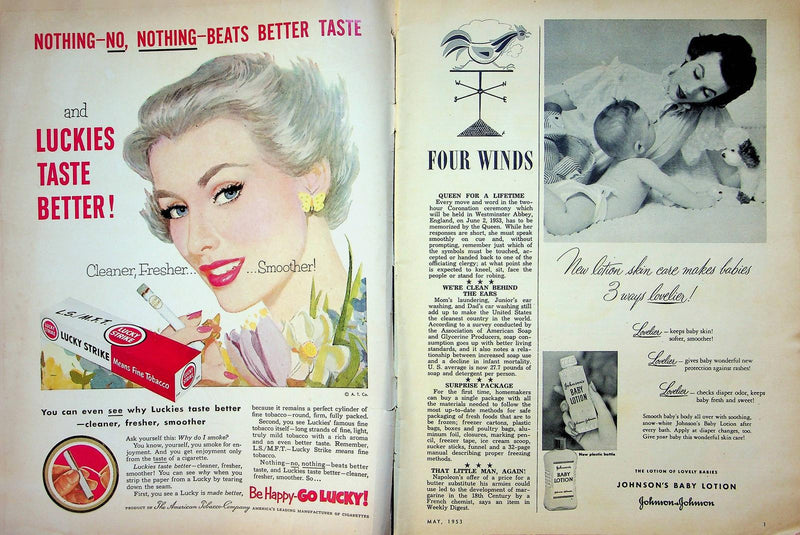 NOTHING—NO, NOTHING—BEATS BETTER TASTE
and
LUCKIES
TASTE
BETTER!
Cleaner, Fresher... ...Smoother!
L.S./M.F.T.
LUCKY STRIKE
LUCKY
STRIKE
Means Fine Tobacco
LUCKY
STRIKE
© A. T. Co.
You can even see why Luckies taste better
—cleaner, fresher, smoother
Ask yourself this: Why do I smoke?
You know, yourself, you smoke for en-
joyment. And you get enjoyment only
from the taste of a cigarette.
Luckies taste better—cleaner, fresher,
smoother! You can see why when you
strip the paper from a Lucky by tearing
down the seam.
First, you see a Lucky is made better,
because it remains a perfect cylinder of
fine tobacco—round, firm, fully packed.
Second, you see Luckies' famous fine
tobacco itself—long strands of fine, light,
truly mild tobacco with a rich aroma
and an even better taste. Remember,
L.S./M.F.T.—Lucky Strike means fine
tobacco.
Nothing—no, nothing—beats better
taste, and Luckies taste better—cleaner,
fresher, smoother. So...
Be Happy-GO LUCKY!
PRODUCT OF The American Tobacco Company AMERICA'S LEADING MANUFACTURER OF CIGARETTES
FOUR WINDS
QUEEN FOR A LIFETIME
Every move and word in the two-
hour Coronation ceremony which
will be held in Westminster Abbey,
England, on June 2, 1953, has to
be memorized by the Queen. While her
responses are short, she must speak
smoothly on cue and, without
prompting, remember just which of
the symbols must be touched, ac-
cepted or handed back to one of the
officiating clergy; at what point she
is expected to kneel, sit, face the
people or stand for robing.
★ ★ ★
WE'RE CLEAN BEHIND
THE EARS
Mom's laundering, Junior's ear
washing, and Dad's car washing still
add up to make the United States
the cleanest country in the world.
According to a survey conducted by
the Association of American Soap
and Glycerine Producers, soap con-
sumption goes up with better living
standards, and it also notes a rela-
tionship between increased soap use
and a decline in infant mortality.
U. S. average is now 27.7 pounds of
soap and detergent per person.
★ ★ ★
SURPRISE PACKAGE
For the first time, homemakers
can buy a single package with all
the materials needed to follow the
most up-to-date methods for safe
packaging of fresh foods that are to
be frozen; freezer cartons, plastic
bags, boxes and poultry bags, alu-
minum foil, closures, marking pen-
cil, freezer tape, ice cream scoop,
sucker sticks, funnel and a 32-page
manual describing proper freezing
methods.
★ ★ ★
THAT LITTLE MAN, AGAIN!
Napoleon's offer of a price for a
butter substitute his armies could
use led to the development of mar-
garine in the 18th Century by a
French chemist, says an item in
Weekly Digest.
MAY, 1953
New lotion skin care makes babies
3 ways lovelier!
Lovelier — keeps baby skin
softer, smoother!
Lovelier — gives baby wonderful new
protection against rashes!
Lovelier — checks diaper odor, keeps
baby fresh and sweet!
Smooth baby's body all over with soothing,
snow-white Johnson's Baby Lotion after
every bath. Apply at diaper changes, too.
Give your baby this wonderful skin care!
Johnson's
BABY
LOTION
New plastic bottle
Johnson's
BABY
LOTION
THE LOTION OF LOVELY BABIES
JOHNSON'S BABY LOTION
Johnson & Johnson
1